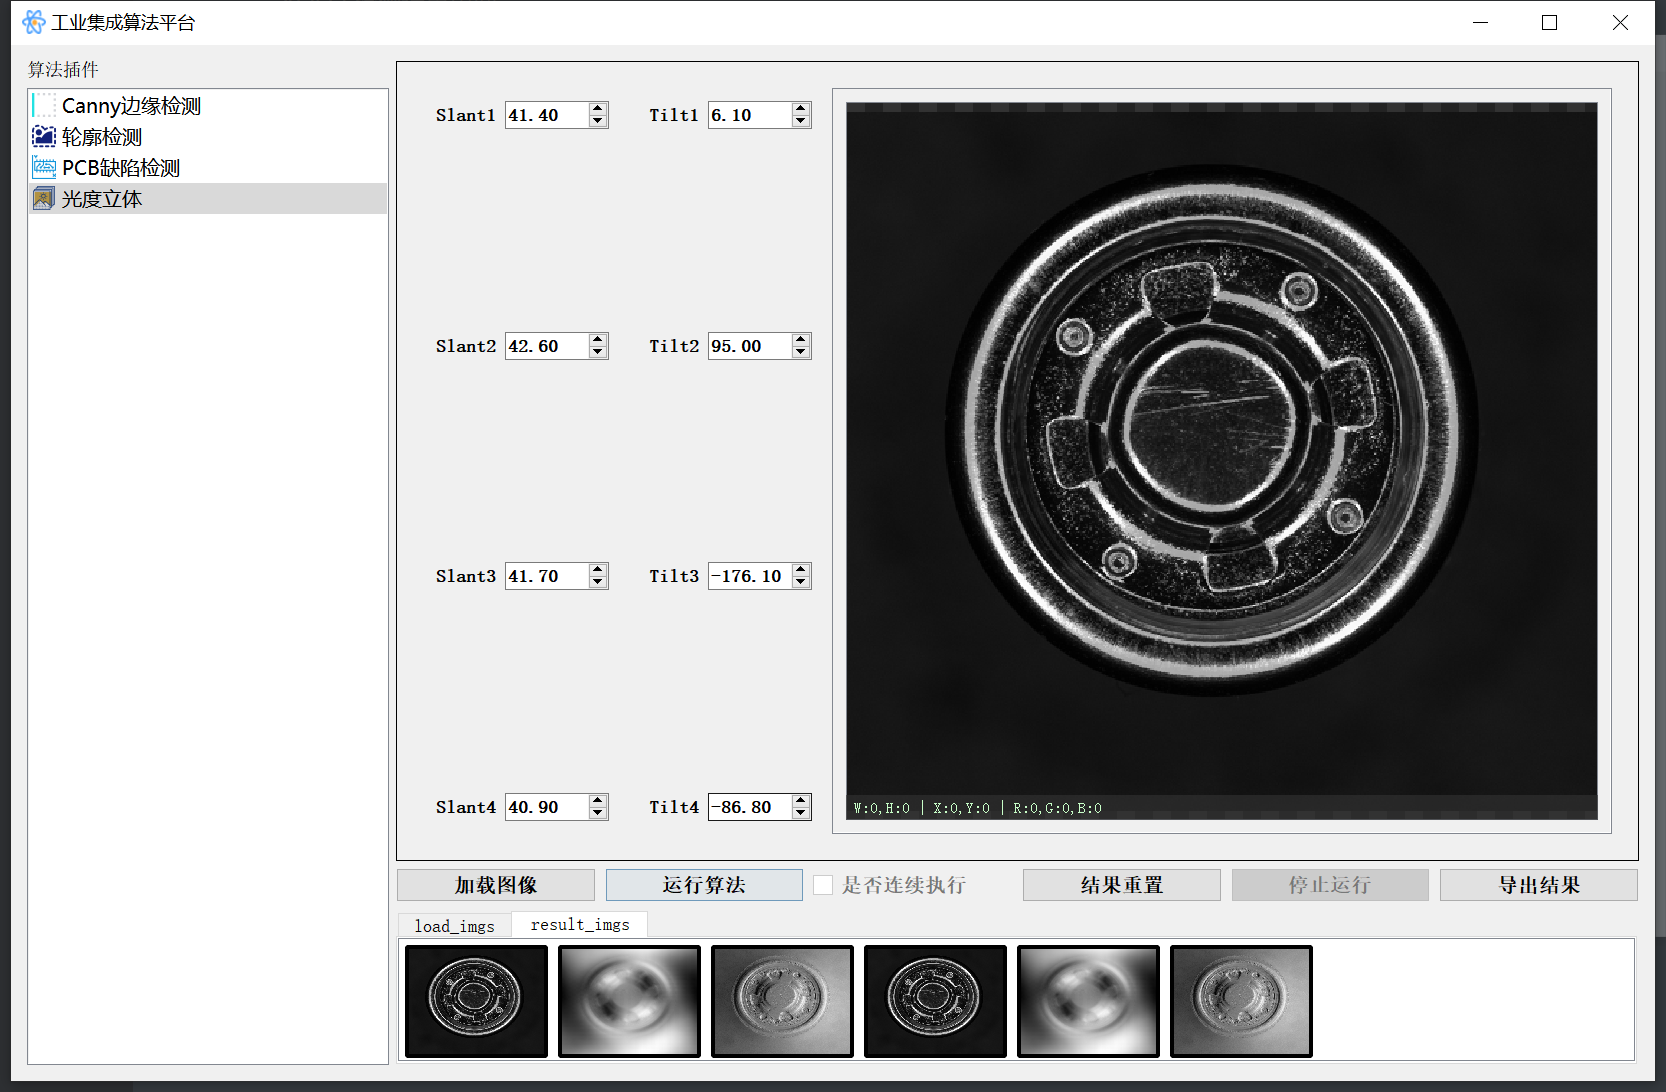 工业集成算法平台
算法插件
Canny边缘检测
轮廓检测
PCB缺陷检测
光度立体
Slant1 41.40 Tilt1 6.10
Slant2 42.60 Tilt2 95.00
Slant3 41.70 Tilt3 -176.10
Slant4 40.90 Tilt4 -86.80
W:0,H:0 | X:0,Y:0 | R:0,G:0,B:0
加载图像 运行算法 是否连续执行 结果重置 停止运行 导出结果
load_imgs result_imgs